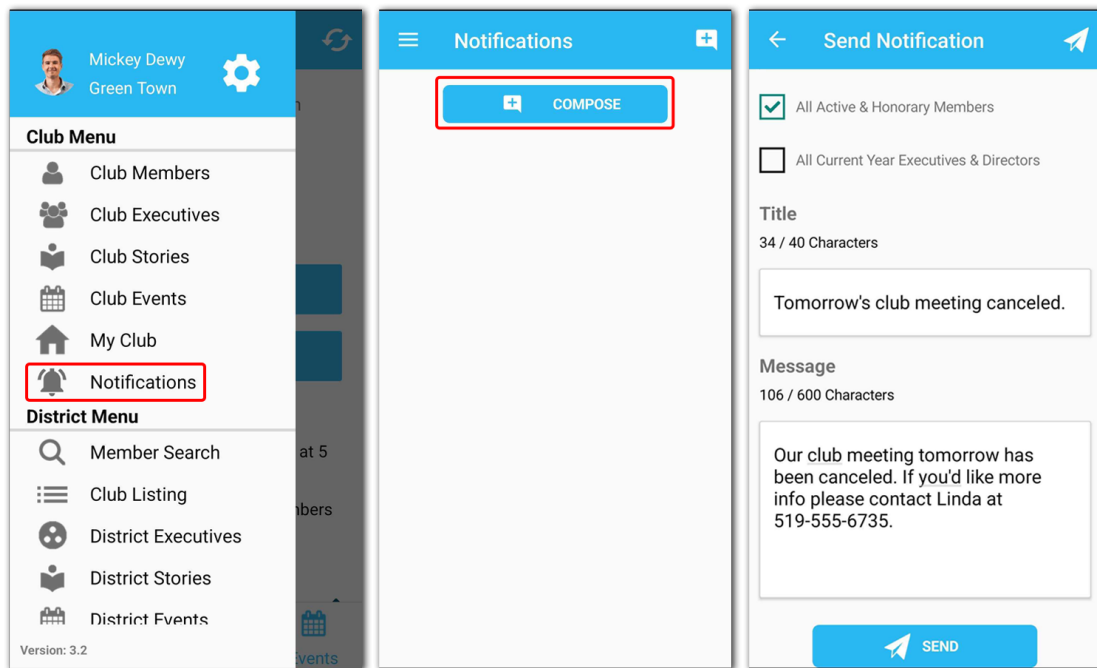 Mickey Dewy
Green Town
Club Menu
Club Members
Club Executives
Club Stories
Club Events
My Club
Notifications
District Menu
Member Search
Club Listing
District Executives
District Stories
District Events
Version: 3.2
at 5
nbers
vents
Notifications
COMPOSE
Send Notification
All Active & Honorary Members
All Current Year Executives & Directors
Title
34 / 40 Characters
Tomorrow's club meeting canceled.
Message
106 / 600 Characters
Our club meeting tomorrow has
been canceled. If you'd like more
info please contact Linda at
519-555-6735.
SEND